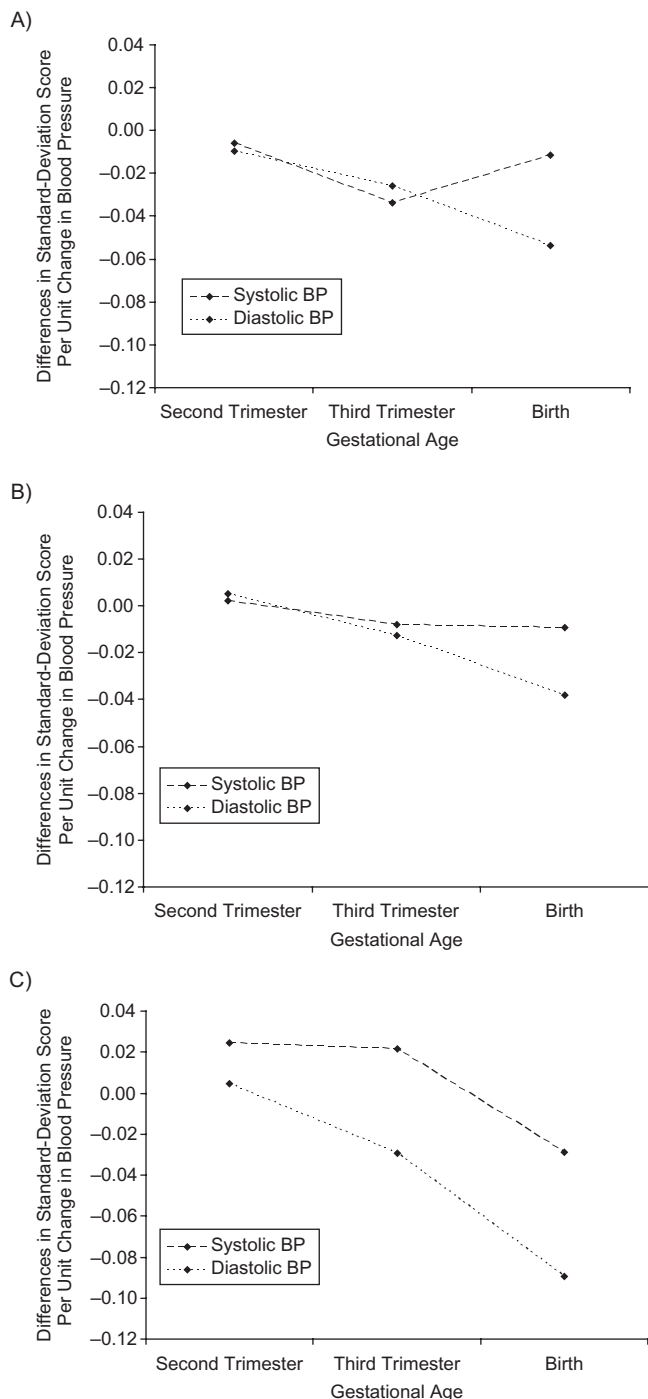 A)
Differences in Standard-Deviation Score
Per Unit Change in Blood Pressure
0.04
0.02
0.00
–0.02
–0.04
–0.06
–0.08
–0.10
–0.12
Systolic BP
Diastolic BP
Second Trimester
Third Trimester
Birth
Gestational Age
B)
Differences in Standard-Deviation Score
Per Unit Change in Blood Pressure
0.04
0.02
0.00
–0.02
–0.04
–0.06
–0.08
–0.10
–0.12
Systolic BP
Diastolic BP
Second Trimester
Third Trimester
Birth
Gestational Age
C)
Differences in Standard-Deviation Score
Per Unit Change in Blood Pressure
0.04
0.02
0.00
–0.02
–0.04
–0.06
–0.08
–0.10
–0.12
Systolic BP
Diastolic BP
Second Trimester
Third Trimester
Birth
Gestational Age